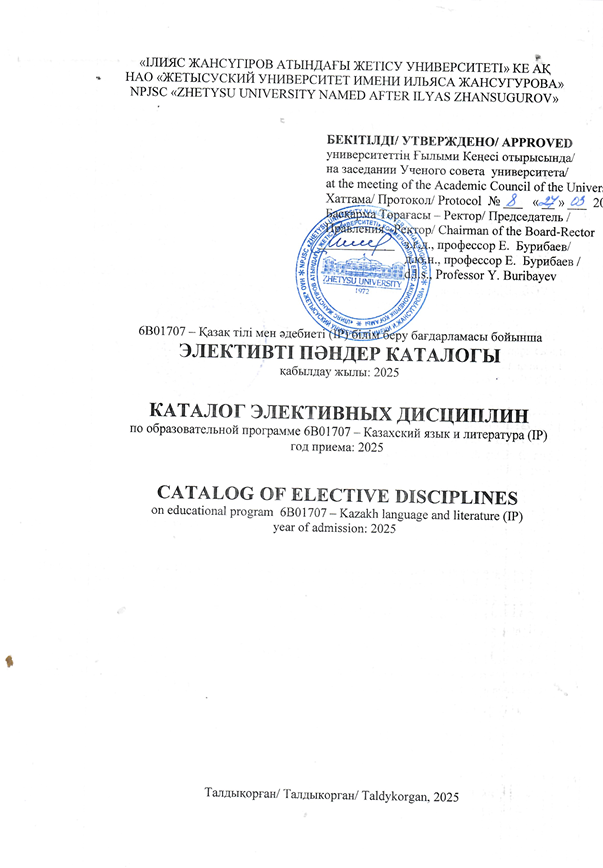 «ІЛИЯС ЖАНСҮГІРОВ АТЫНДАҒЫ ЖЕТІСУ УНИВЕРСИТЕТІ» КЕ АҚ
НАО «ЖЕТЫСУСКИЙ УНИВЕРСИТЕТ ИМЕНИ ИЛЬЯСА ЖАНСУГУРОВА»
NPJSC «ZHETYSU UNIVERSITY NAMED AFTER ILYAS ZHANSUGUROV»
БЕКІТІЛДІ/ УТВЕРЖДЕНО/ APPROVED
университеттің Ғылыми Кеңесі отырысында/
на заседании Ученого совета университета/
at the meeting of the Academic Council of the Univers
Хаттама/ Протокол/ Protocol № 8 «27» 03 20
Басқарма Төрағасы – Ректор/ Председатель /
Правления -Ректор/ Chairman of the Board-Rector
з.ғ.д., профессор Е. Бурибаев/
д.ю.н., профессор Е. Бурибаев /
d.l.s., Professor Y. Buribayev
ZHETYSU UNIVERSITY
1972
6В01707 – Қазақ тілі мен әдебиеті (IP) білім беру бағдарламасы бойынша
ЭЛЕКТИВТІ ПӘНДЕР КАТАЛОГЫ
қабылдау жылы: 2025
КАТАЛОГ ЭЛЕКТИВНЫХ ДИСЦИПЛИН
по образовательной программе 6В01707 – Казахский язык и литература (IP)
год приема: 2025
CATALOG OF ELECTIVE DISCIPLINES
on educational program 6В01707 – Kazakh language and literature (IP)
year of admission: 2025
Талдықорған/ Талдыкорган/ Taldykorgan, 2025